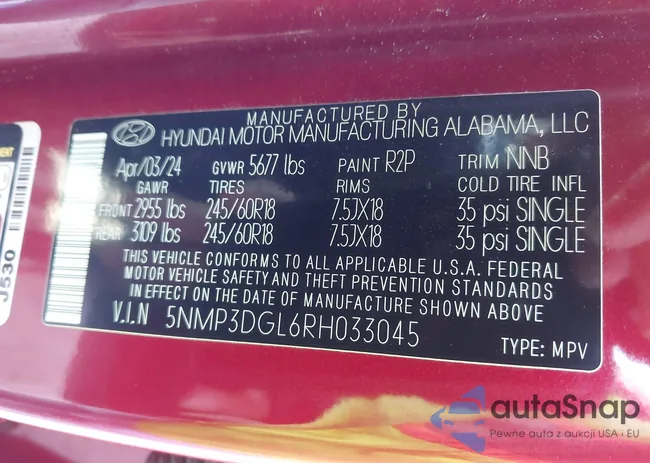 MANUFACTURED BY
HYUNDAI MOTOR MANUFACTURING ALABAMA, LLC
Apr/03/24 GVWR 5677 lbs PAINT R2P TRIM NNB
GAWR TIRES RIMS COLD TIRE INFL
FRONT 2955 lbs 245/60R18 7.5JX18 35 psi SINGLE
REAR 3109 lbs 245/60R18 7.5JX18 35 psi SINGLE
THIS VEHICLE CONFORMS TO ALL APPLICABLE U.S.A. FEDERAL
MOTOR VEHICLE SAFETY AND THEFT PREVENTION STANDARDS
IN EFFECT ON THE DATE OF MANUFACTURE SHOWN ABOVE
V.I.N 5NMP3DGL6RH033045
TYPE: MPV
J530
autaSnap
Pewne auta z aukcji USA i EU